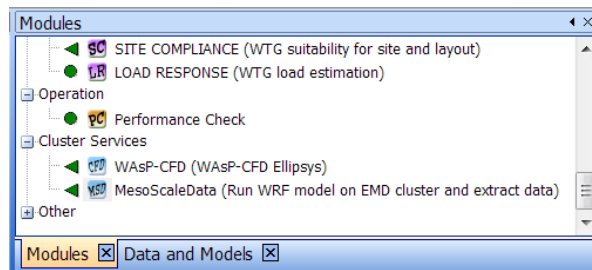 Modules
SC SITE COMPLIANCE (WTG suitability for site and layout)
LR LOAD RESPONSE (WTG load estimation)
Operation
PC Performance Check
Cluster Services
CFD WAsP-CFD (WAsP-CFD Ellipsys)
MSD MesoScaleData (Run WRF model on EMD cluster and extract data)
Other
Modules Data and Models